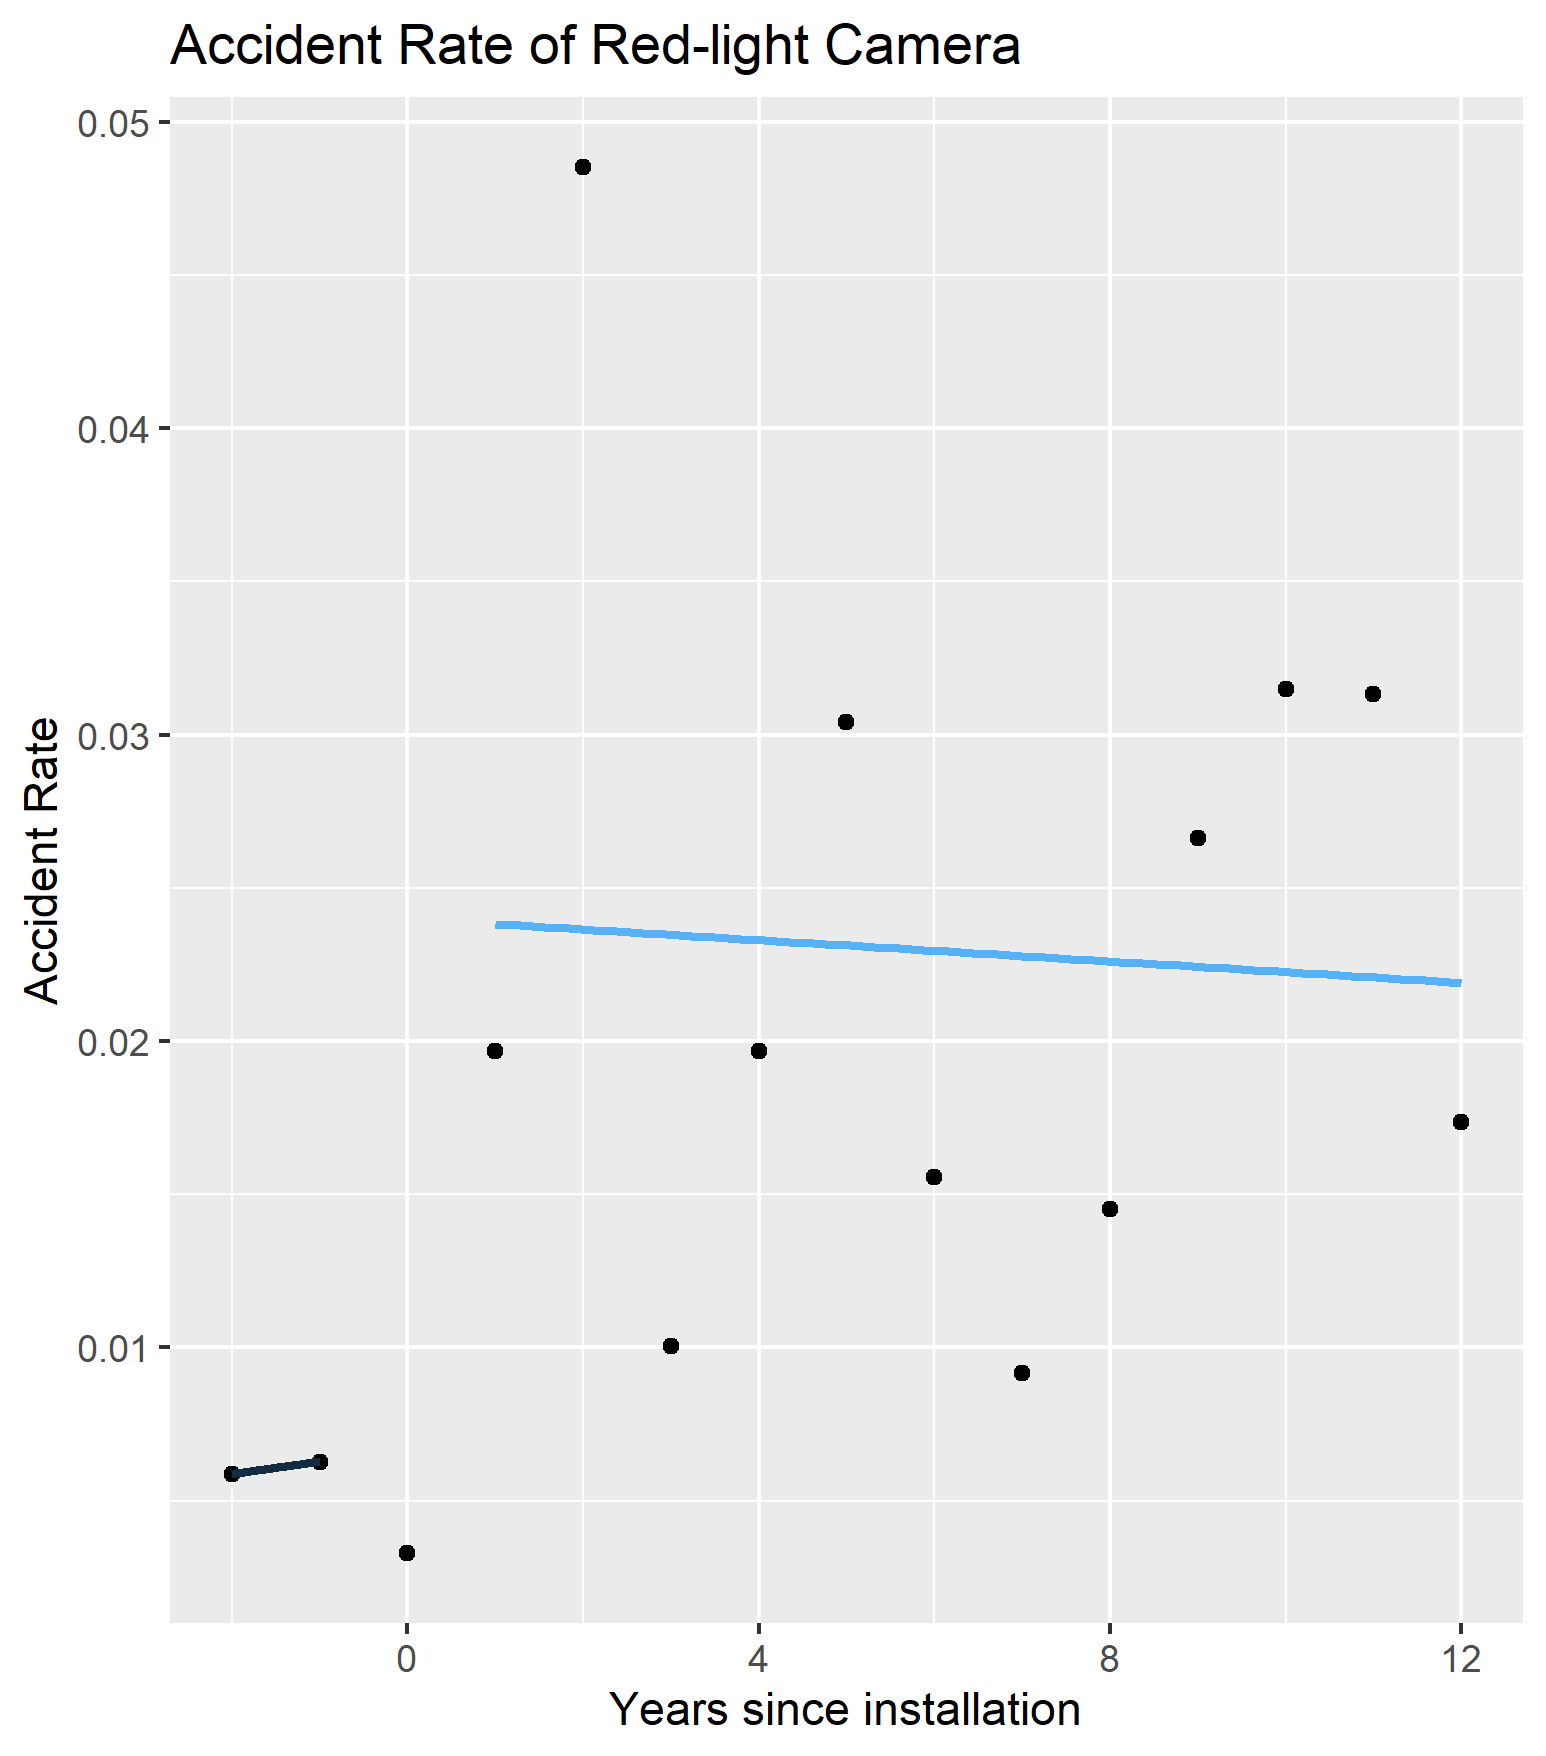 Accident Rate of Red-light Camera
0.05
0.04
0.03
0.02
0.01
Accident Rate
0 4 8 12
Years since installation